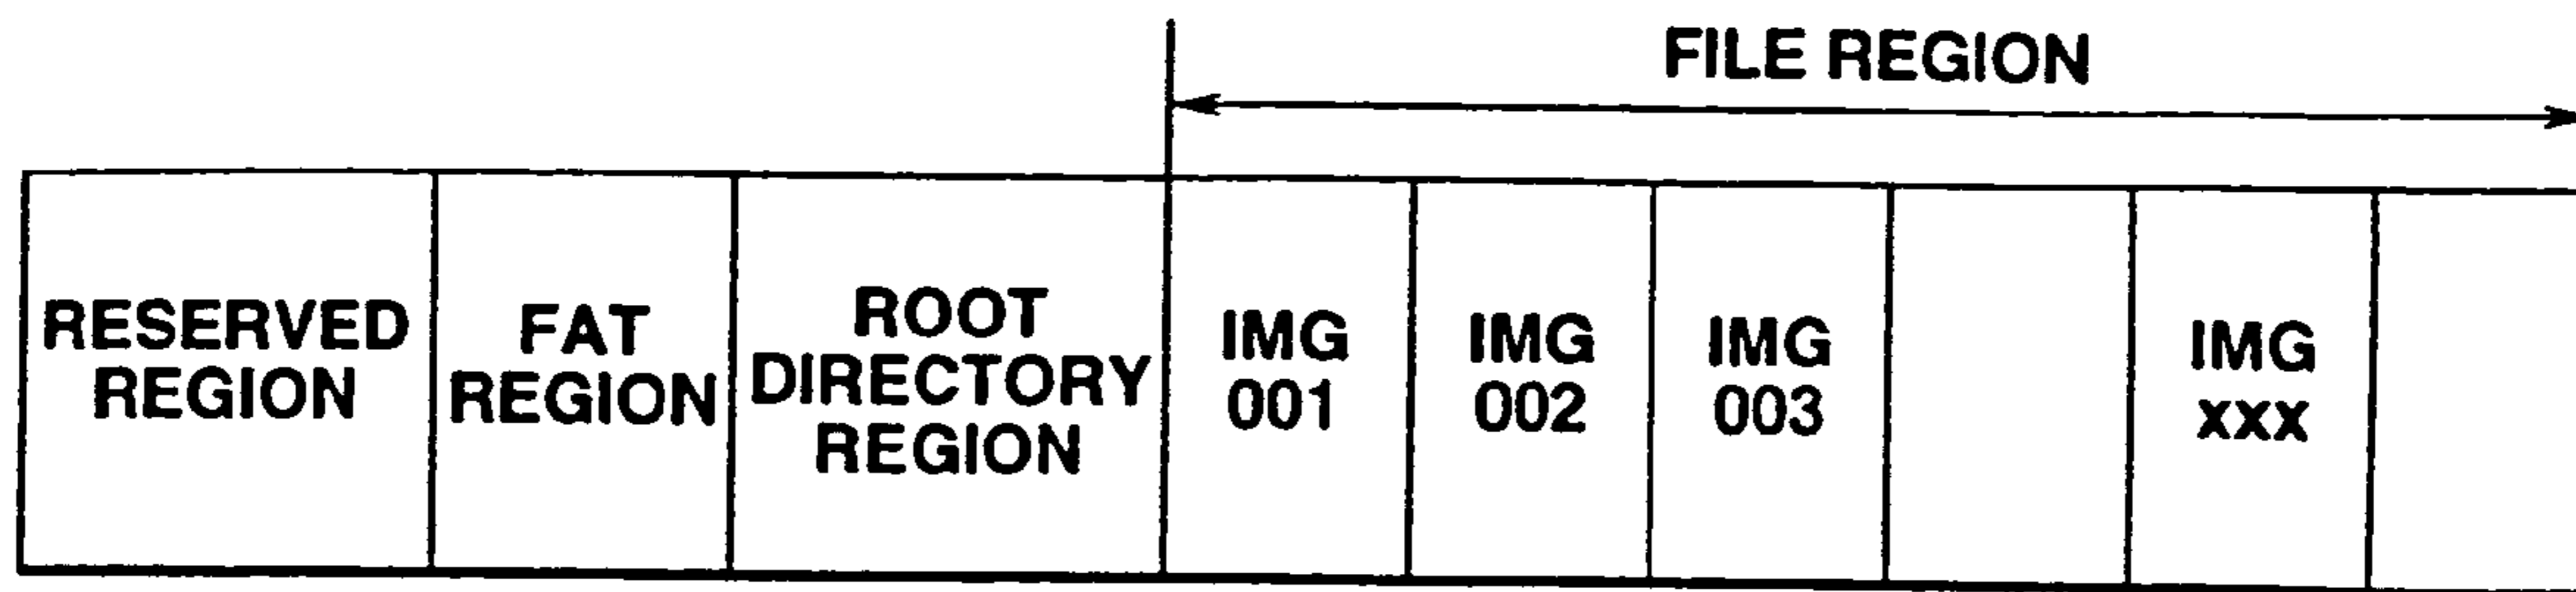 FILE REGION
RESERVED
REGION
FAT
REGION
ROOT
DIRECTORY
REGION
IMG
001
IMG
002
IMG
003
IMG
xxx